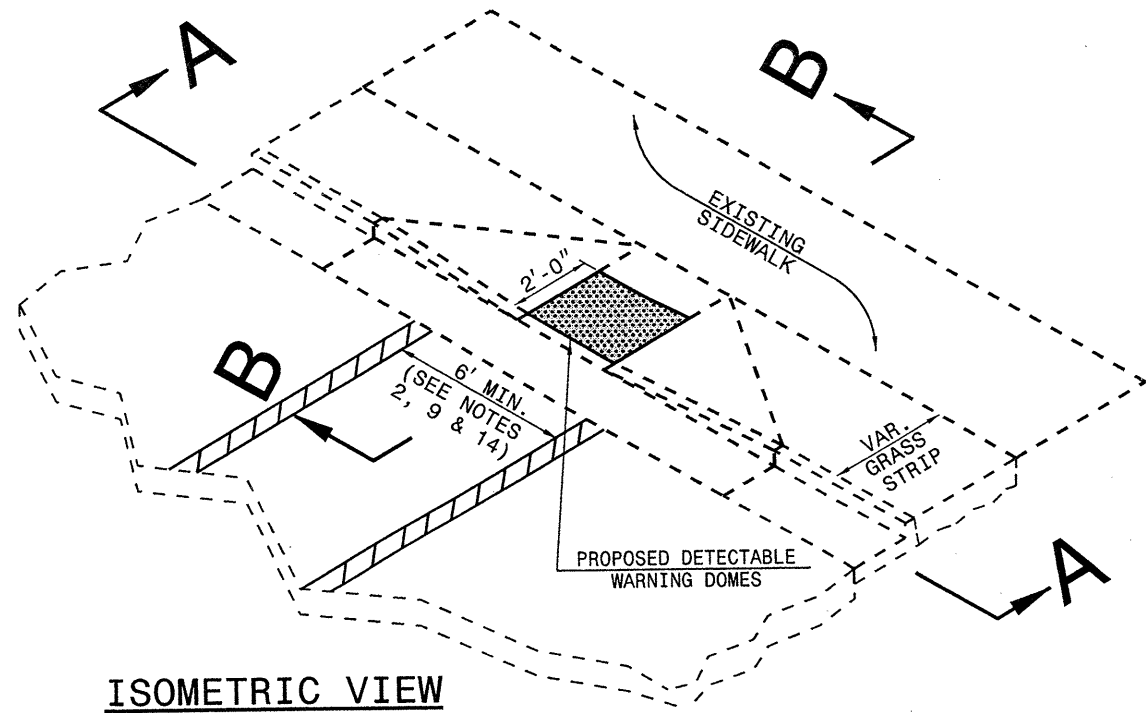 A
B
EXISTING
SIDEWALK
2'-0"
B
6' MIN.
(SEE NOTES
2, 9 & 14)
VAR.
GRASS
STRIP
PROPOSED DETECTABLE
WARNING DOMES
A
ISOMETRIC VIEW